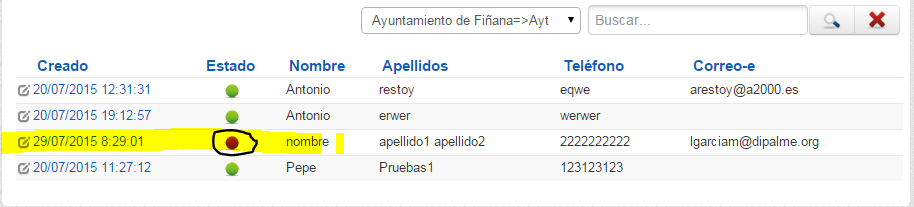 Ayuntamiento de Fiñana=>Ayt Buscar...
Creado Estado Nombre Apellidos Teléfono Correo-e
20/07/2015 12:31:31 Antonio restoy eqwe arestoy@a2000.es
20/07/2015 19:12:57 Antonio erwer werwer
29/07/2015 8:29:01 nombre apellido1 apellido2 2222222222 lgarciam@dipalme.org
20/07/2015 11:27:12 Pepe Pruebas1 123123123